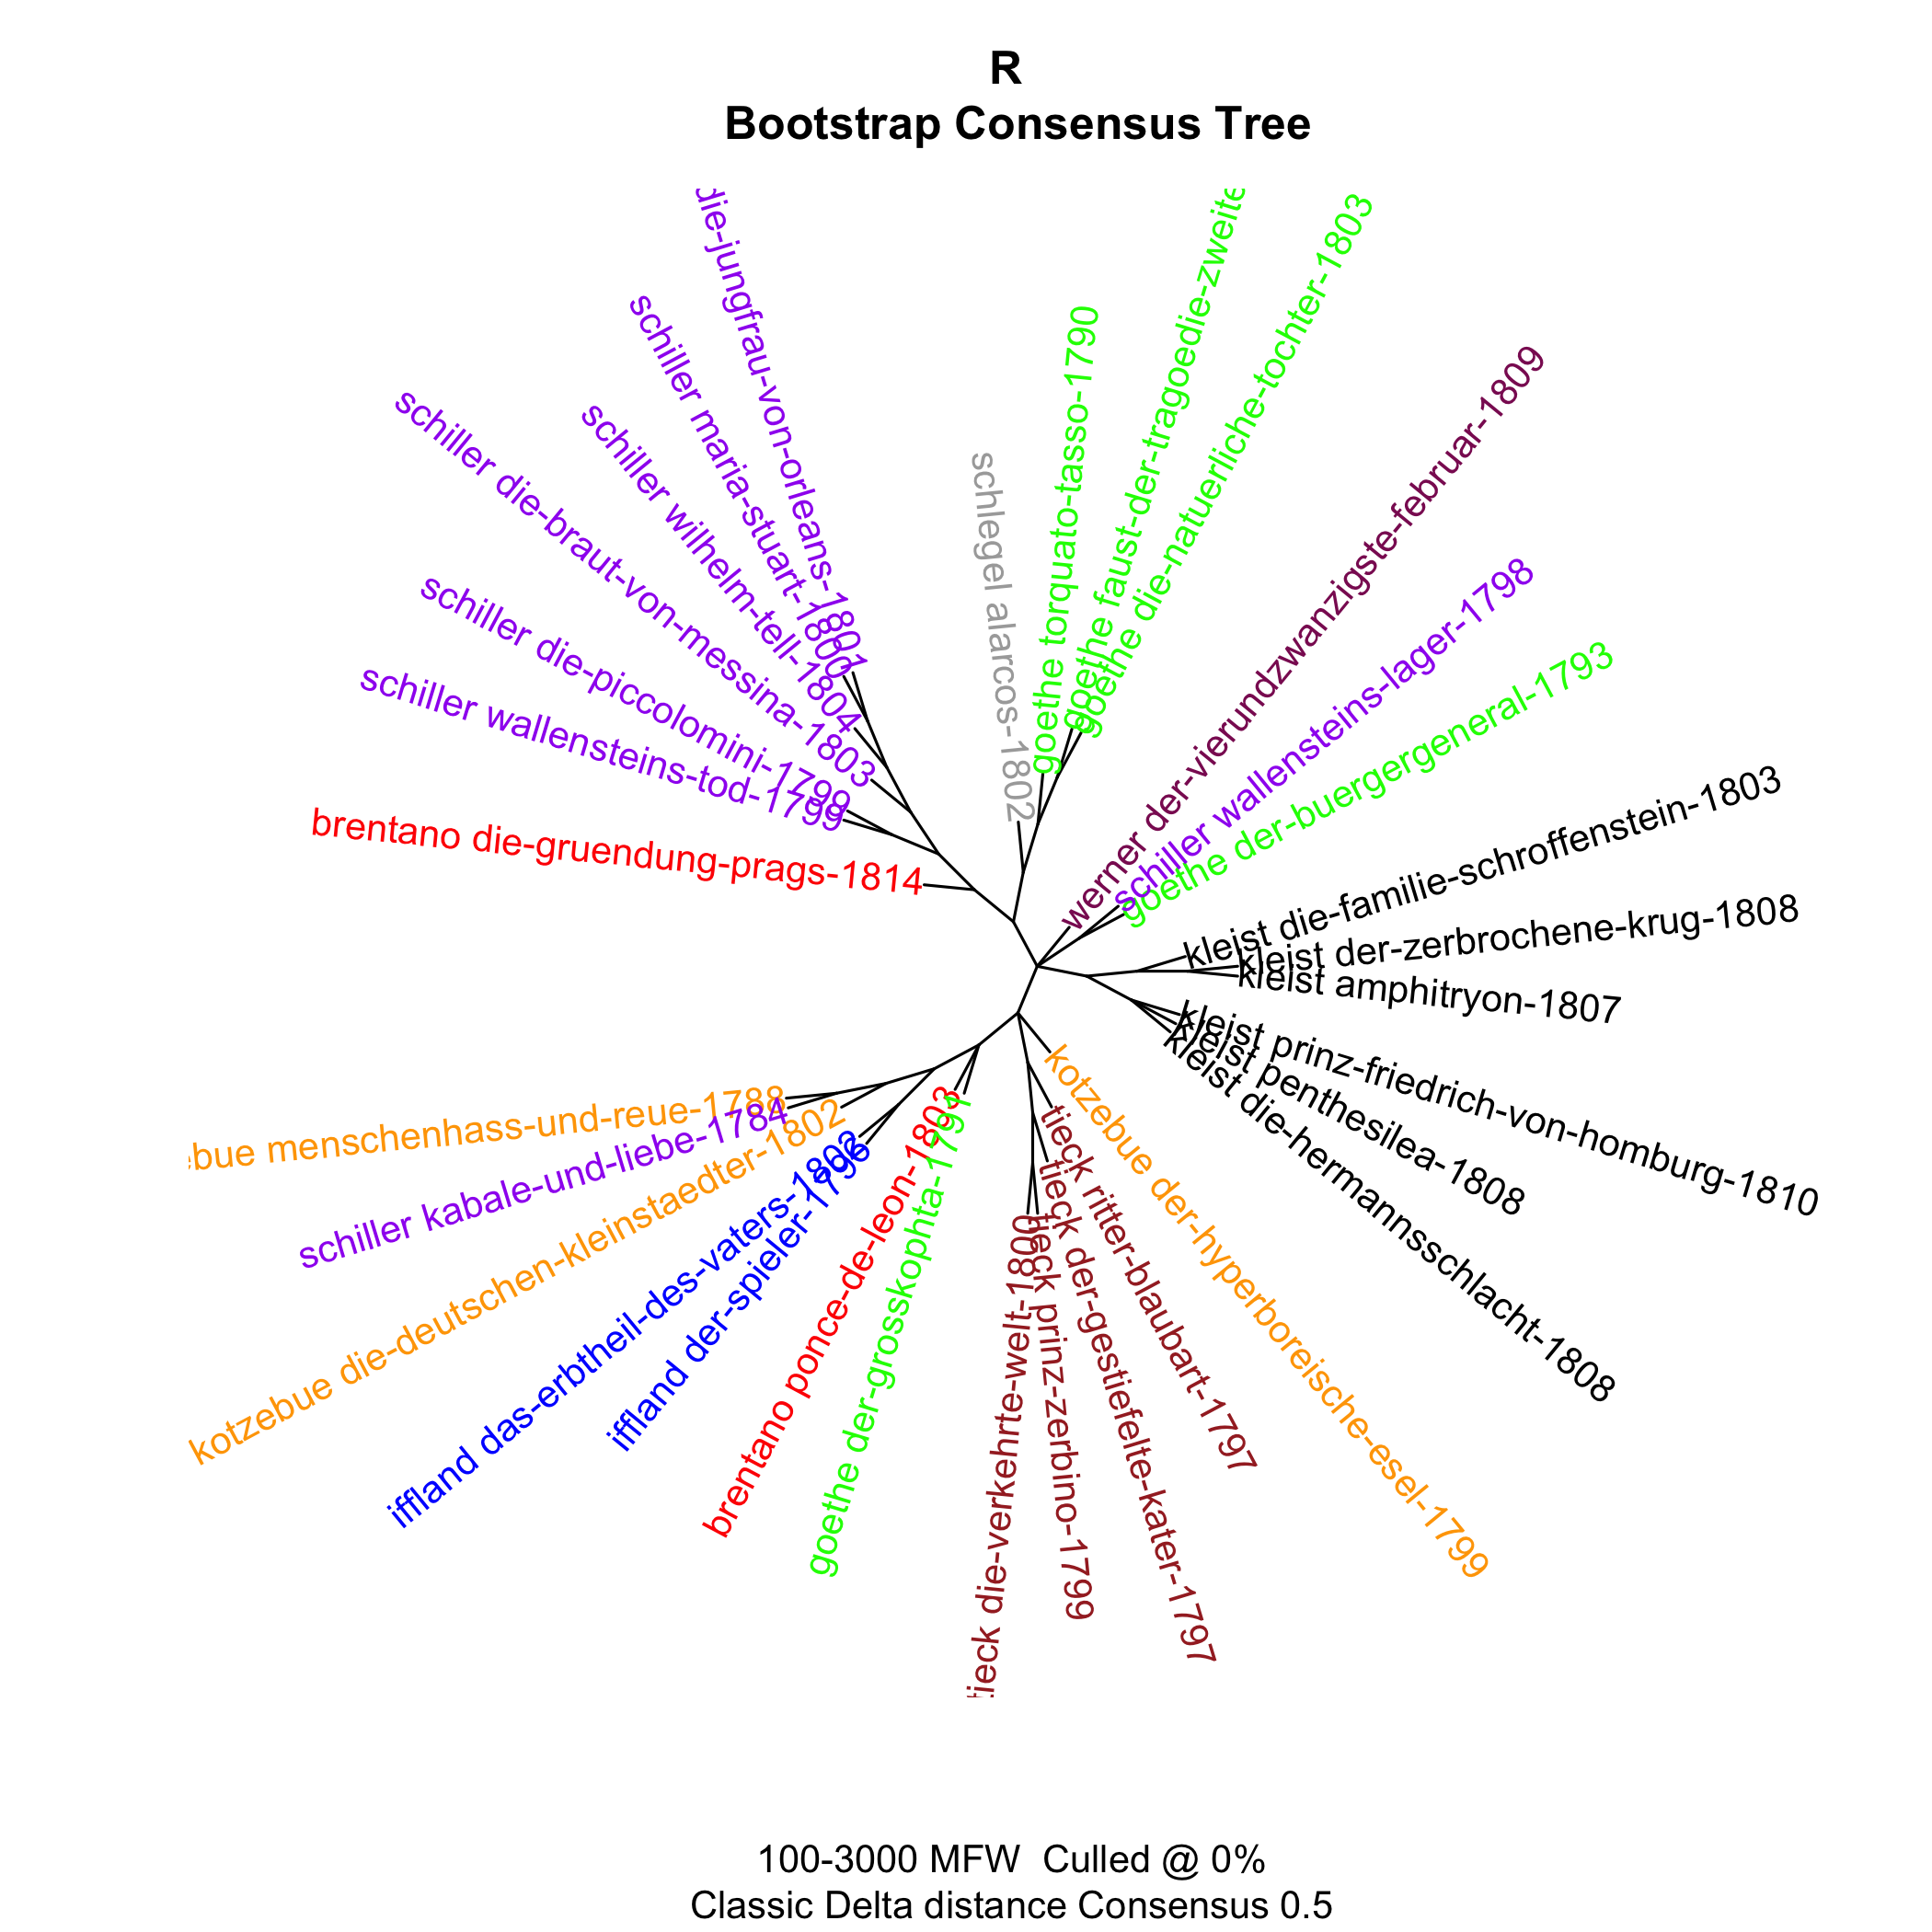 R
Bootstrap Consensus Tree
die-jungfrau-von-orleans-1801
schiller maria-stuart-1800
schiller wilhelm-tell-1804
schiller die-braut-von-messina-1803
schiller die-piccolomini-1799
schiller wallensteins-tod-1799
brentano die-gruendung-prags-1814
schlegel alarcos-1802
goethe torquato-tasso-1790
goethe faust-der-tragoedie-zweite
goethe die-natuerliche-tochter-1803
werner der-vierundzwanzigste-februar-1809
schiller wallensteins-lager-1798
goethe der-buergergeneral-1793
kleist die-familie-schroffenstein-1803
kleist der-zerbrochene-krug-1808
kleist amphitryon-1807
kleist prinz-friedrich-von-homburg-1810
kleist penthesilea-1808
kleist die-hermannsschlacht-1808
kotzebue der-hyperboreische-esel-1799
tieck ritter-blaubart-1797
tieck der-gestiefelte-kater-1797
tieck prinz-zerbino-1799
tieck die-verkehrte-welt-1800
goethe der-grosskophta-1791
brentano ponce-de-leon-1803
iffland der-spieler-1796
iffland das-erbtheil-des-vaters-1802
kotzebue die-deutschen-kleinstaedter-1802
schiller kabale-und-liebe-1784
ebue menschenhass-und-reue-1788
100-3000 MFW Culled @ 0%
Classic Delta distance Consensus 0.5